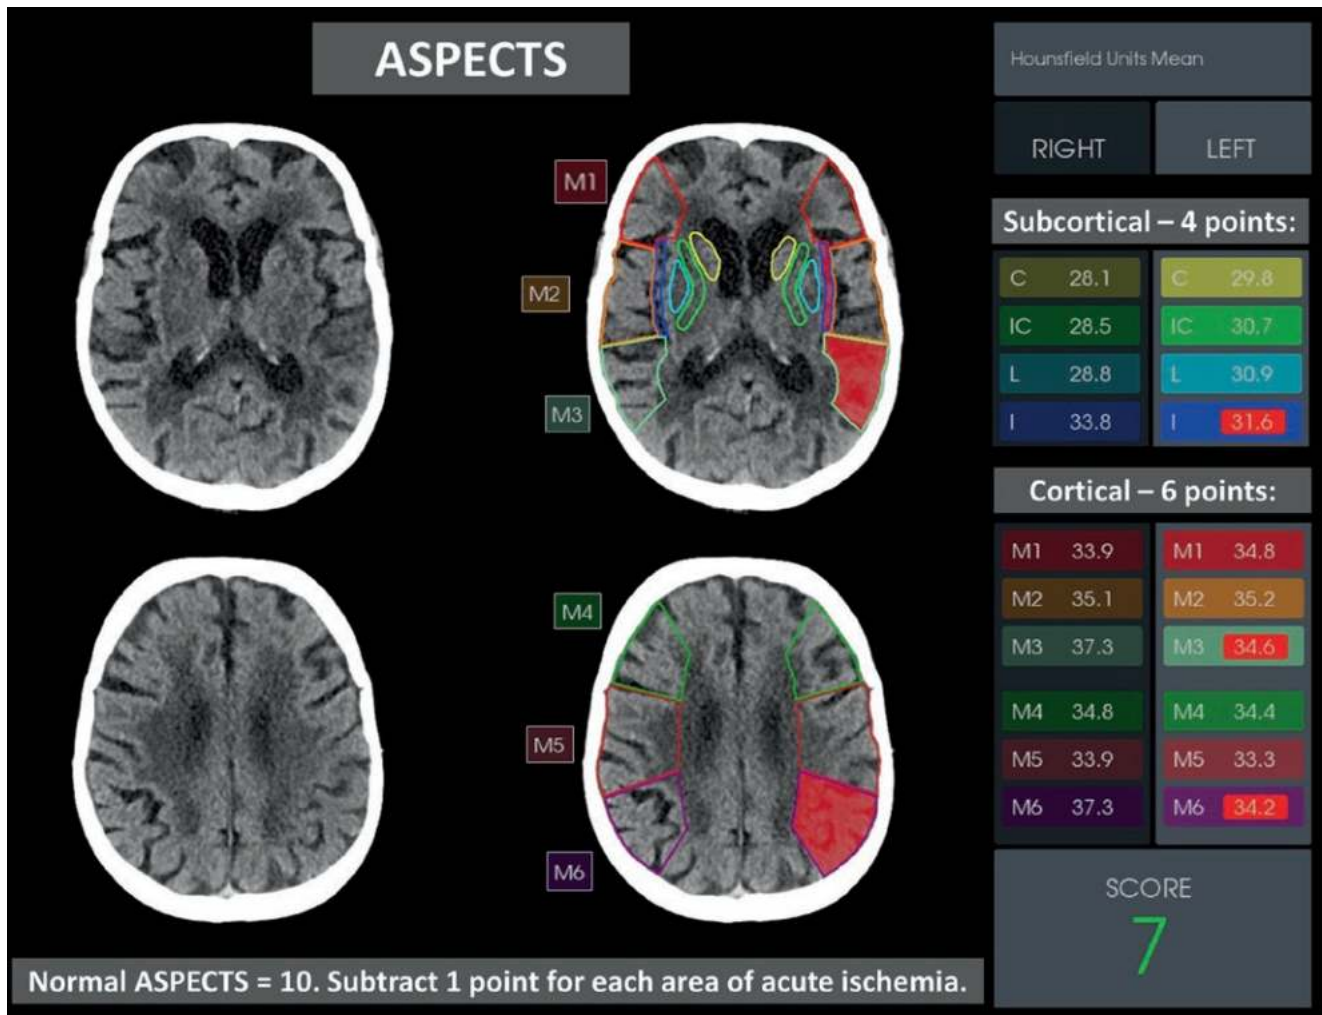 ASPECTS
M1
M2
M3
M4
M5
M6
Normal ASPECTS = 10. Subtract 1 point for each area of acute ischemia.
Hounsfield Units Mean
RIGHT LEFT
Subcortical – 4 points:
C 28.1 C 29.8
IC 28.5 IC 30.7
L 28.8 L 30.9
I 33.8 I 31.6
Cortical – 6 points:
M1 33.9 M1 34.8
M2 35.1 M2 35.2
M3 37.3 M3 34.6
M4 34.8 M4 34.4
M5 33.9 M5 33.3
M6 37.3 M6 34.2
SCORE
7